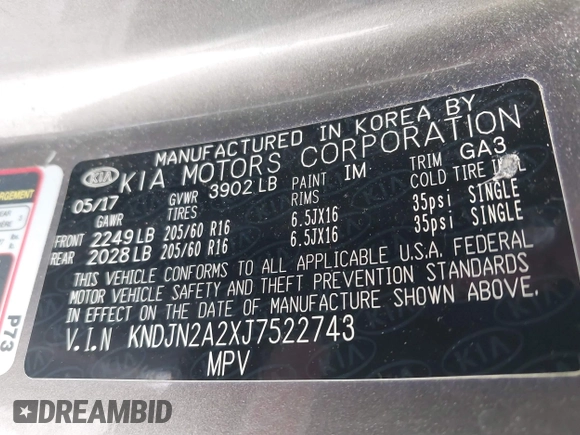 MANUFACTURED IN KOREA BY
KIA KIA MOTORS CORPORATION
05/17 GVWR 3902 LB PAINT IM TRIM GA3
GAWR TIRES RIMS COLD TIRE
FRONT 2249 LB 205/60 R16 6.5JX16 35psi SINGLE
REAR 2028 LB 205/60 R16 6.5JX16 35psi SINGLE
THIS VEHICLE CONFORMS TO ALL APPLICABLE U.S.A. FEDERAL
MOTOR VEHICLE SAFETY AND THEFT PREVENTION STANDARDS
IN EFFECT ON THE DATE OF MANUFACTURE SHOWN ABOVE.
V.I.N KNDJN2A2XJ7522743
MPV
P73
DREAMBID